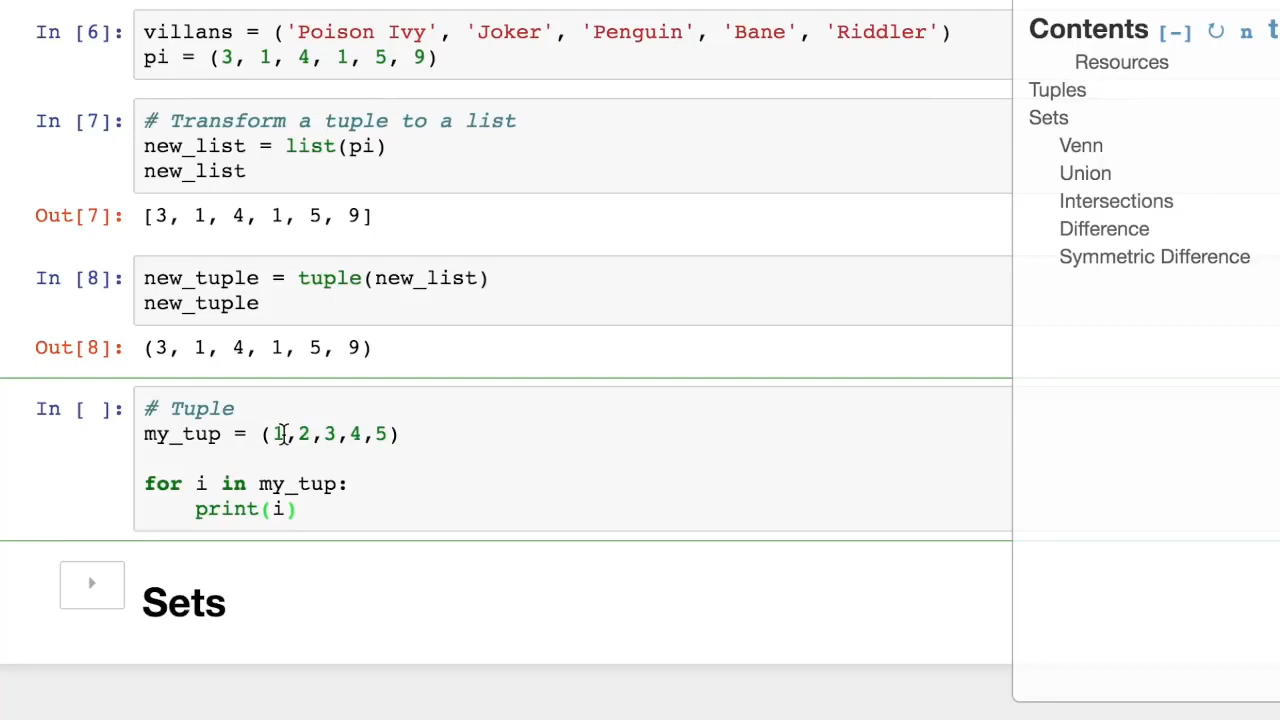 In [6]: villans = ('Poison Ivy', 'Joker', 'Penguin', 'Bane', 'Riddler')
pi = (3, 1, 4, 1, 5, 9)
In [7]: # Transform a tuple to a list
new_list = list(pi)
new_list
Out[7]: [3, 1, 4, 1, 5, 9]
In [8]: new_tuple = tuple(new_list)
new_tuple
Out[8]: (3, 1, 4, 1, 5, 9)
In [ ]: # Tuple
my_tup = (1,2,3,4,5)
for i in my_tup:
print(i)
Sets
Contents [-] n t
Resources
Tuples
Sets
Venn
Union
Intersections
Difference
Symmetric Difference